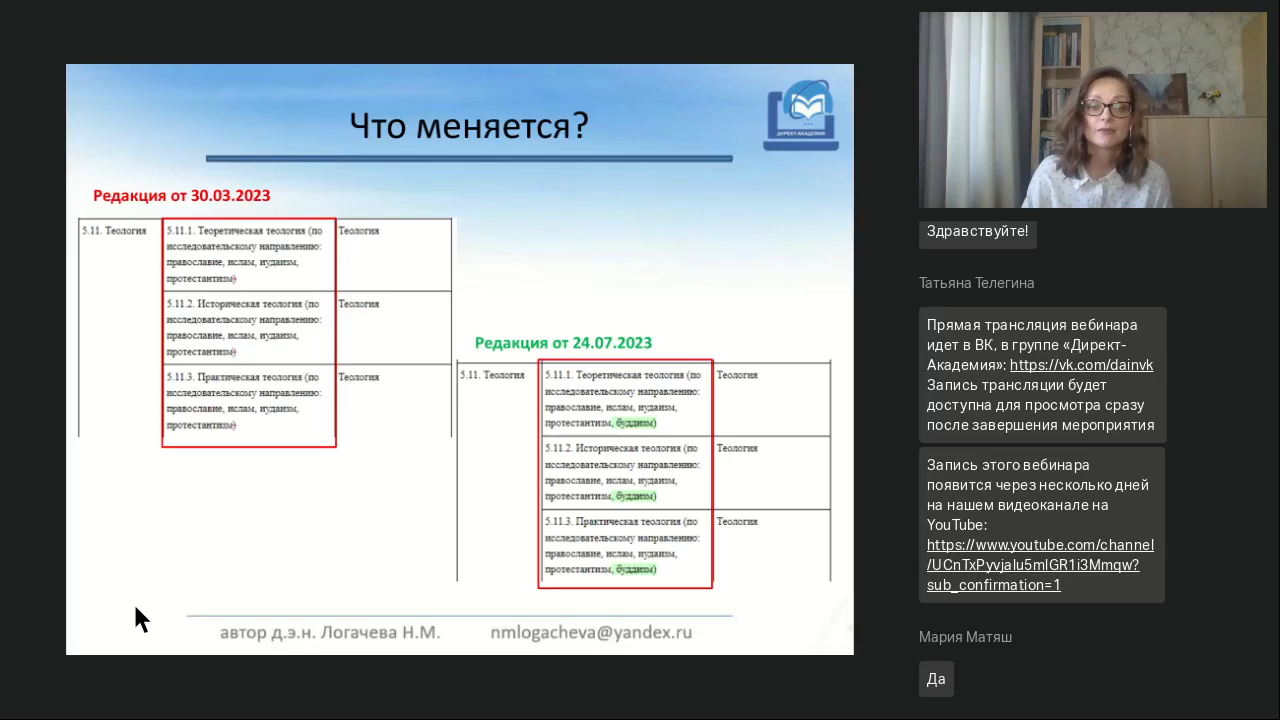 Что меняется?
ДИРЕКТ-АКАДЕМИЯ
Редакция от 30.03.2023
5.11. Теология
5.11.1. Теоретическая теология (по
исследовательскому направлению:
православие, ислам, иудаизм,
протестантизм)
Теология
5.11.2. Историческая теология (по
исследовательскому направлению:
православие, ислам, иудаизм,
протестантизм)
Теология
5.11.3. Практическая теология (по
исследовательскому направлению:
православие, ислам, иудаизм,
протестантизм)
Теология
Редакция от 24.07.2023
5.11. Теология
5.11.1. Теоретическая теология (по
исследовательскому направлению:
православие, ислам, иудаизм,
протестантизм, буддизм)
Теология
5.11.2. Историческая теология (по
исследовательскому направлению:
православие, ислам, иудаизм,
протестантизм, буддизм)
Теология
5.11.3. Практическая теология (по
исследовательскому направлению:
православие, ислам, иудаизм,
протестантизм, буддизм)
Теология
автор д.э.н. Логачева Н.М. nmlogacheva@yandex.ru
Здравствуйте!
Татьяна Телегина
Прямая трансляция вебинара
идет в ВК, в группе «Директ-
Академия»: https://vk.com/dainvk
Запись трансляции будет
доступна для просмотра сразу
после завершения мероприятия
Запись этого вебинара
появится через несколько дней
на нашем видеоканале на
YouTube:
https://www.youtube.com/channel
/UCnTxPyvjalu5mlGR1i3Mmqw?
sub_confirmation=1
Мария Матяш
Да